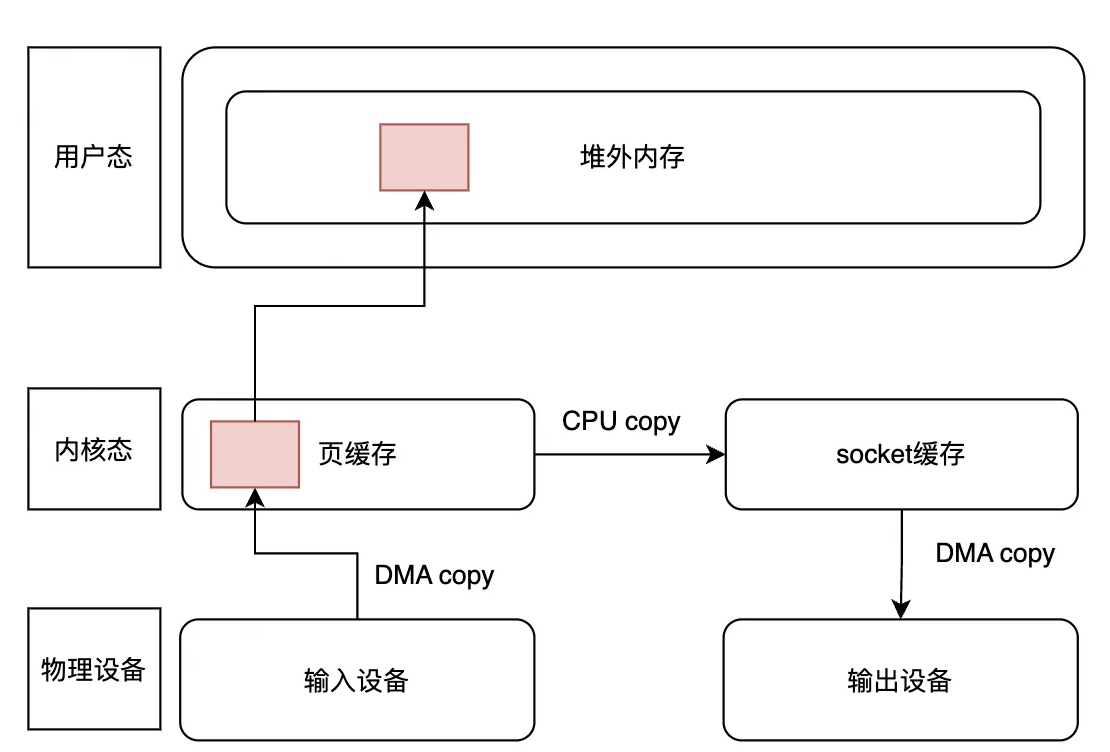 用户态
堆外内存
内核态
页缓存
CPU copy
socket缓存
DMA copy
DMA copy
物理设备
输入设备
输出设备